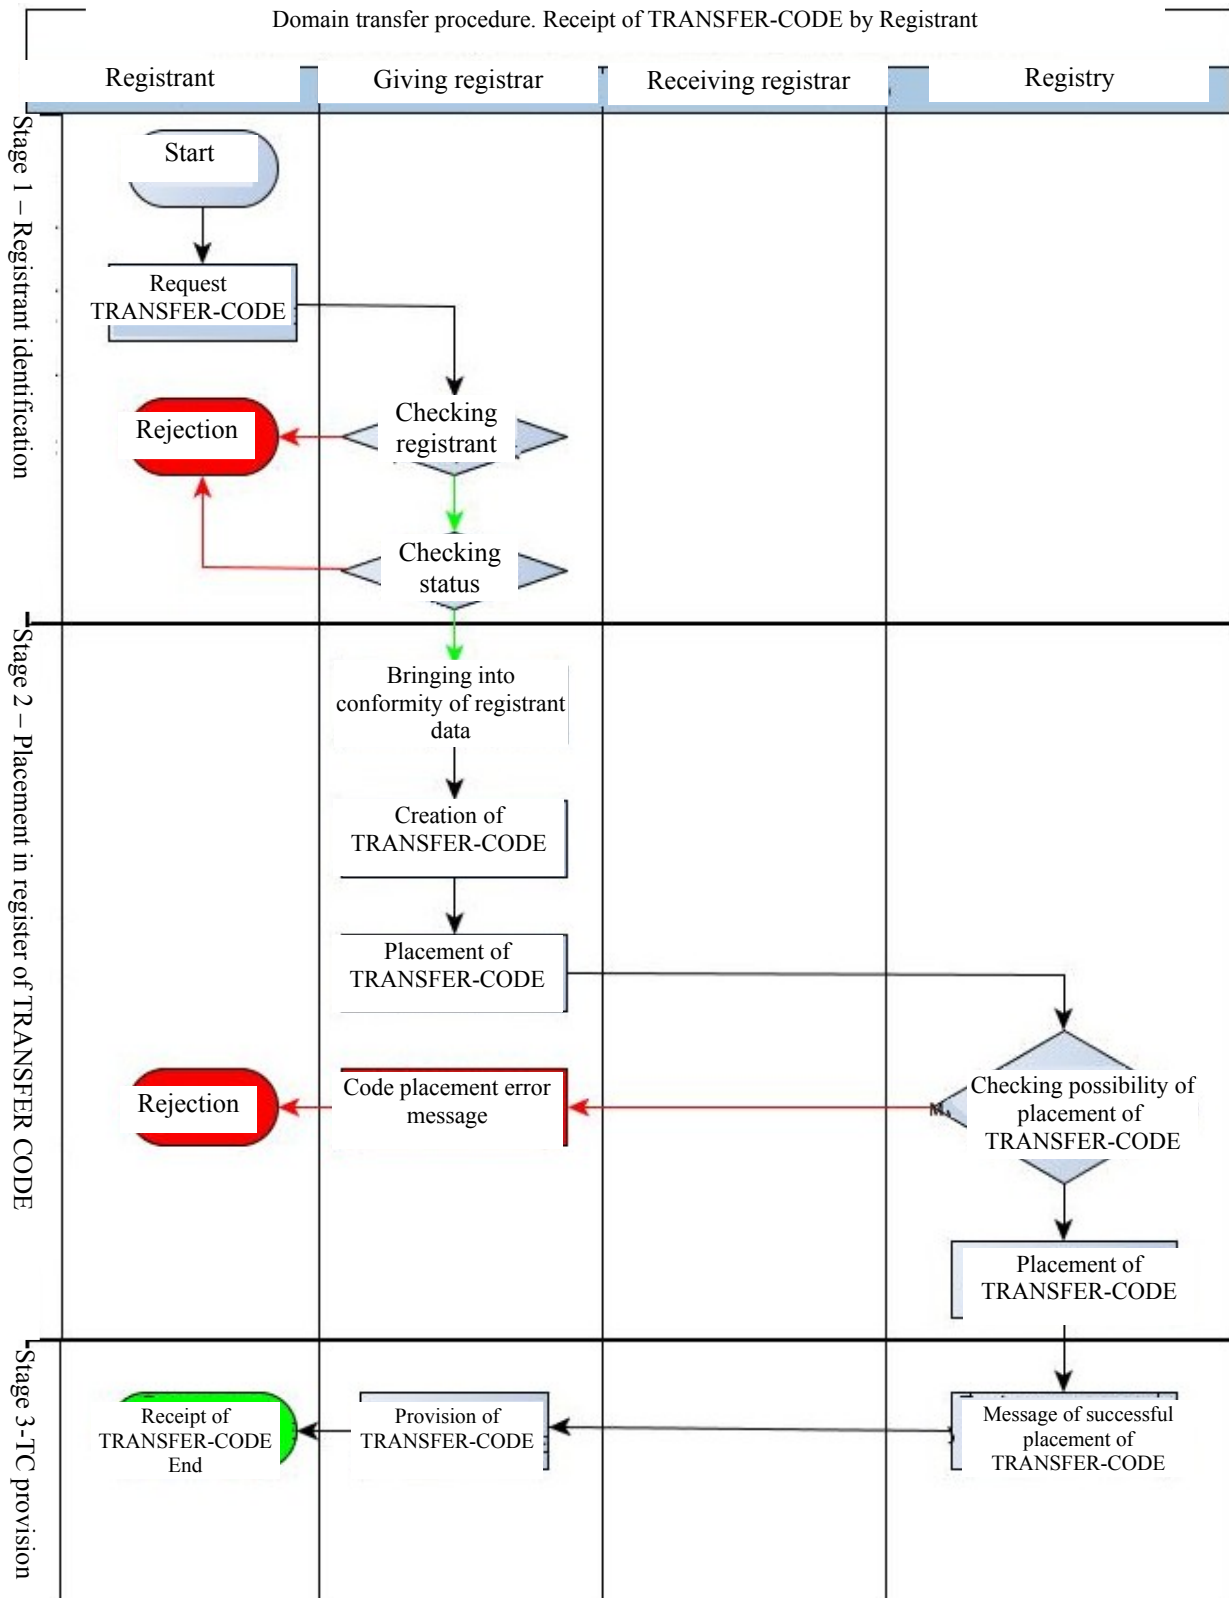 Domain transfer procedure. Receipt of TRANSFER-CODE by Registrant
Registrant
Giving registrar
Receiving registrar
Registry
Stage 1 – Registrant identification
Start
Request
TRANSFER-CODE
Checking
registrant
Rejection
Checking
status
Stage 2 – Placement in register of TRANSFER CODE
Bringing into
conformity of registrant
data
Creation of
TRANSFER-CODE
Placement of
TRANSFER-CODE
Checking possibility of
placement of
TRANSFER-CODE
Code placement error
message
Rejection
Placement of
TRANSFER-CODE
Stage 3-TC provision
Message of successful
placement of
TRANSFER-CODE
Provision of
TRANSFER-CODE
Receipt of
TRANSFER-CODE
End